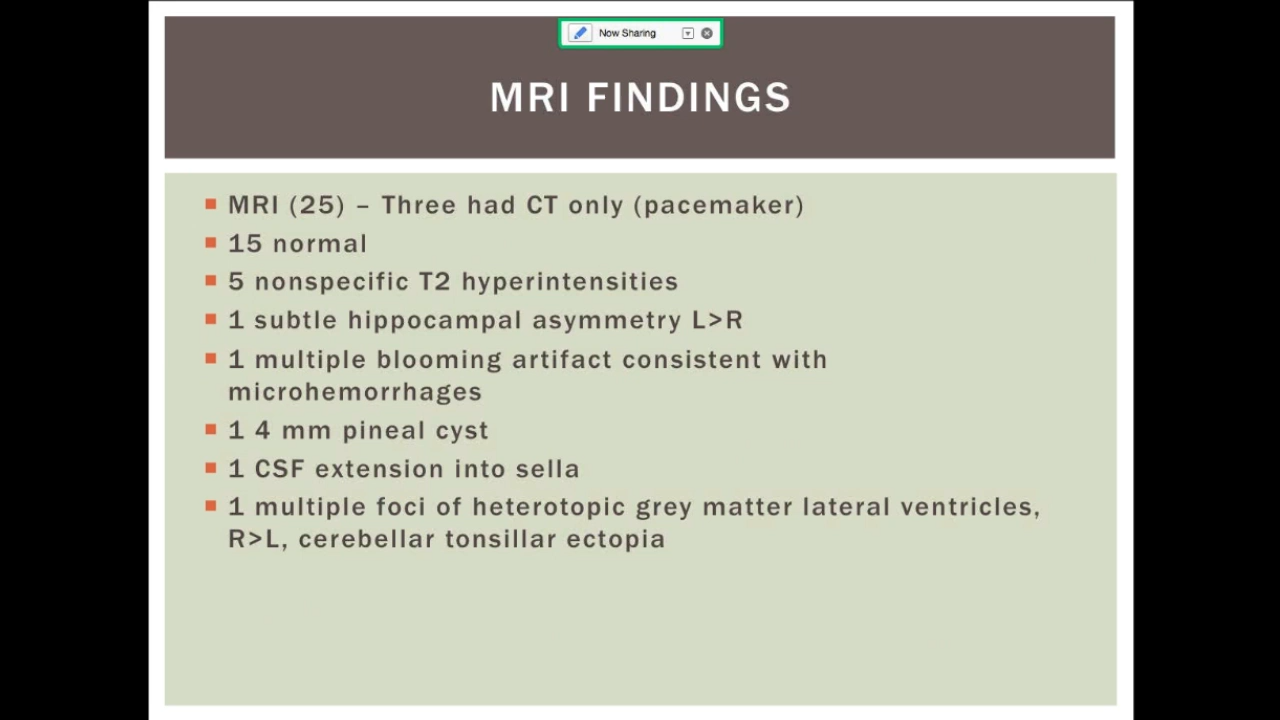 Now Sharing
MRI FINDINGS
MRI (25) – Three had CT only (pacemaker)
15 normal
5 nonspecific T2 hyperintensities
1 subtle hippocampal asymmetry L>R
1 multiple blooming artifact consistent with
microhemorrhages
1 4 mm pineal cyst
1 CSF extension into sella
1 multiple foci of heterotopic grey matter lateral ventricles,
R>L, cerebellar tonsillar ectopia